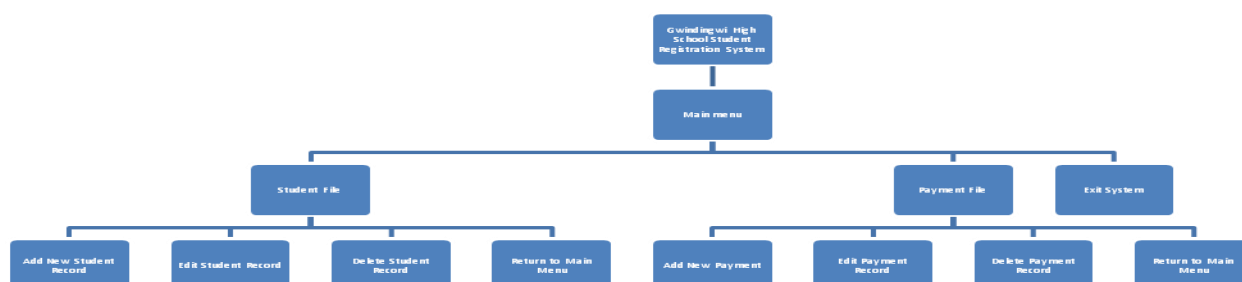 Gwindingwi High
School Student
Registration System
Main menu
Student File
Payment File
Exit System
Add New Student
Record
Edit Student Record
Delete Student
Record
Return to Main
Menu
Add New Payment
Edit Payment
Record
Delete Payment
Record
Return to Main
Menu